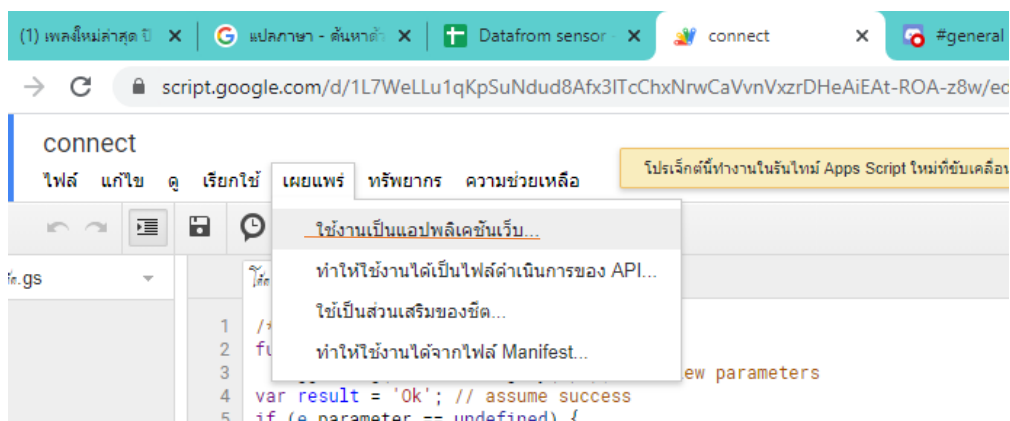 (1) เพลงใหม่ล่าสุด ปี
แปลภาษา - ค้นหาด้า
Datafrom sensor -
connect
#general
script.google.com/d/1L7WeLLu1qKpSuNdud8Afx3ITcChxNrwCaVvnVxzrDHeAiEAt-ROA-z8w/ed
connect
ไฟล์ แก้ไข ดู เรียกใช้ เผยแพร่ ทรัพยากร ความช่วยเหลือ
โปรเจ็กต์นี้ทำงานในรันไทม์ Apps Script ใหม่ที่ขับเคลื่อน
ใช้งานเป็นแอปพลิเคชันเว็บ...
ทำให้ใช้งานได้เป็นไฟล์ดำเนินการของ API...
ใช้เป็นส่วนเสริมของชีต...
ทำให้ใช้งานได้จากไฟล์ Manifest...
.gs
โค้ด
1 /*
2 fu
3 ew parameters
4 var result = 'Ok'; // assume success
5 if (e.parameter == undefined) {